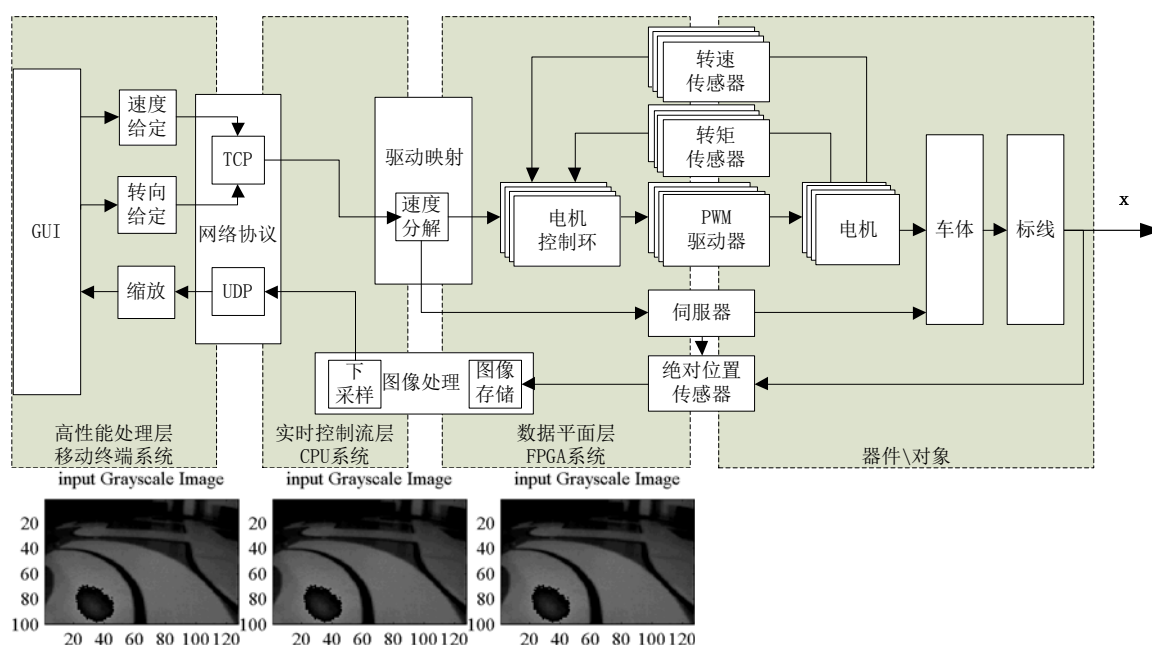 转速
传感器
速度
给定
转矩
传感器
驱动映射
TCP
转向
给定
速度
分解
x
GUI
网络协议
电机
控制环
PWM
驱动器
电机
车体
标线
缩放
UDP
伺服器
下
采样
图像处理
图像
存储
绝对位置
传感器
高性能处理层
移动终端系统
实时控制流层
CPU系统
数据平面层
FPGA系统
器件\对象
input Grayscale Image
input Grayscale Image
input Grayscale Image
20
40
60
80
100
20 40 60 80 100 120
20
40
60
80
100
20 40 60 80 100 120
20
40
60
80
100
20 40 60 80 100 120